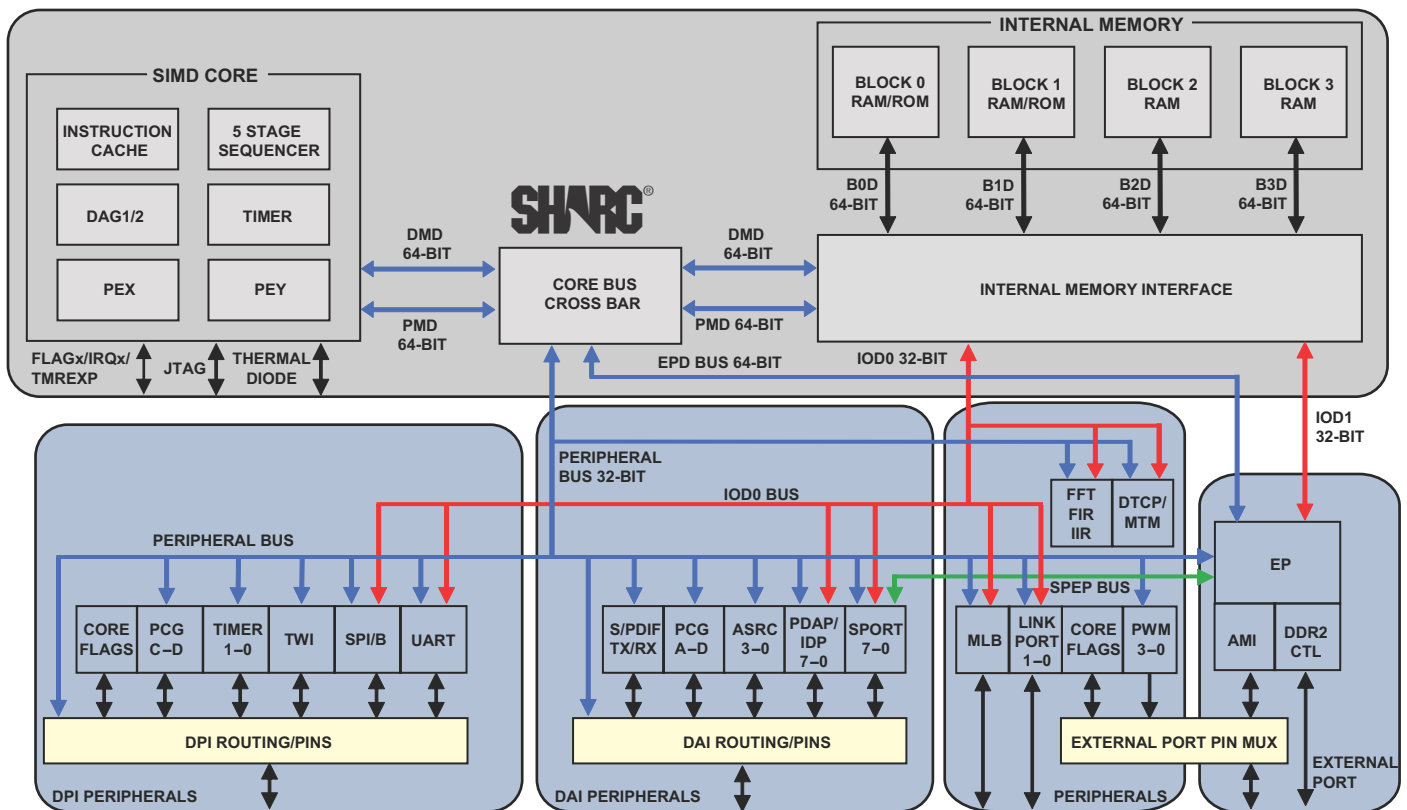 INTERNAL MEMORY
SIMD CORE
BLOCK 0
RAM/ROM
BLOCK 1
RAM/ROM
BLOCK 2
RAM
BLOCK 3
RAM
INSTRUCTION
CACHE
5 STAGE
SEQUENCER
DAG1/2
TIMER
PEX
PEY
SHARC®
B0D
64-BIT
B1D
64-BIT
B2D
64-BIT
B3D
64-BIT
DMD
64-BIT
DMD
64-BIT
CORE BUS
CROSS BAR
INTERNAL MEMORY INTERFACE
PMD
64-BIT
PMD 64-BIT
FLAGx/IRQx/
TMREXP
JTAG
THERMAL
DIODE
EPD BUS 64-BIT
IOD0 32-BIT
IOD1
32-BIT
PERIPHERAL
BUS 32-BIT
IOD0 BUS
FFT
FIR
IIR
DTCP/
MTM
PERIPHERAL BUS
EP
SPEP BUS
CORE
FLAGS
PCG
C–D
TIMER
1–0
TWI
SPI/B
UART
S/PDIF
TX/RX
PCG
A–D
ASRC
3–0
PDAP/
IDP
7–0
SPORT
7–0
MLB
LINK
PORT
1–0
CORE
FLAGS
PWM
3–0
AMI
DDR2
CTL
DPI ROUTING/PINS
DAI ROUTING/PINS
EXTERNAL PORT PIN MUX
DPI PERIPHERALS
DAI PERIPHERALS
PERIPHERALS
EXTERNAL
PORT